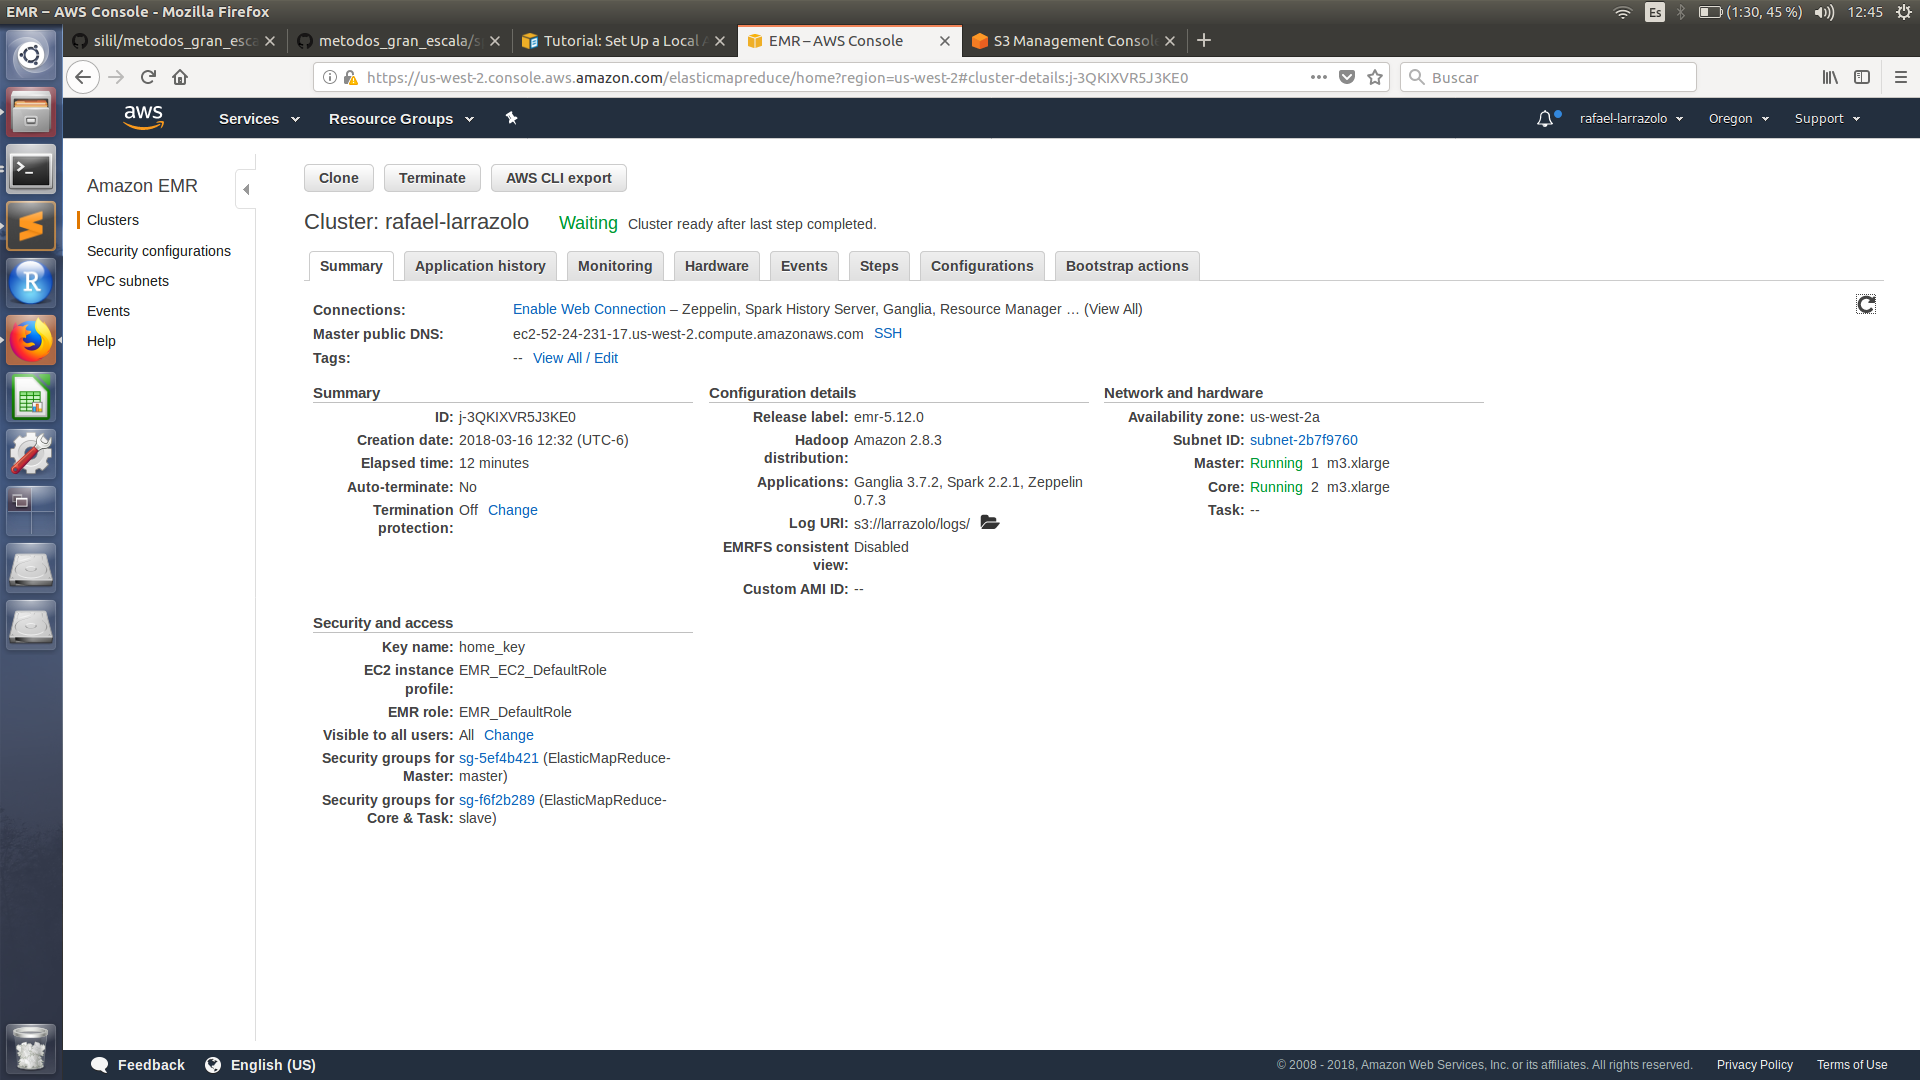 EMR – AWS Console - Mozilla Firefox
Es (1:30, 45 %) 12:45
silil/metodos_gran_esca
metodos_gran_escala/s
Tutorial: Set Up a Local
EMR – AWS Console
S3 Management Consol
https://us-west-2.console.aws.amazon.com/elasticmapreduce/home?region=us-west-2#cluster-details:j-3QKIXVR5J3KE0
Buscar
aws
Services
Resource Groups
rafael-larrazolo
Oregon
Support
Amazon EMR
Clusters
Security configurations
VPC subnets
Events
Help
Clone
Terminate
AWS CLI export
Cluster: rafael-larrazolo Waiting Cluster ready after last step completed.
Summary
Application history
Monitoring
Hardware
Events
Steps
Configurations
Bootstrap actions
Connections: Enable Web Connection – Zeppelin, Spark History Server, Ganglia, Resource Manager … (View All)
Master public DNS: ec2-52-24-231-17.us-west-2.compute.amazonaws.com SSH
Tags: -- View All / Edit
Summary
ID: j-3QKIXVR5J3KE0
Creation date: 2018-03-16 12:32 (UTC-6)
Elapsed time: 12 minutes
Auto-terminate: No
Termination protection: Off Change
Configuration details
Release label: emr-5.12.0
Hadoop distribution: Amazon 2.8.3
Applications: Ganglia 3.7.2, Spark 2.2.1, Zeppelin 0.7.3
Log URI: s3://larrazolo/logs/
EMRFS consistent view: Disabled
Custom AMI ID: --
Network and hardware
Availability zone: us-west-2a
Subnet ID: subnet-2b7f9760
Master: Running 1 m3.xlarge
Core: Running 2 m3.xlarge
Task: --
Security and access
Key name: home_key
EC2 instance profile: EMR_EC2_DefaultRole
EMR role: EMR_DefaultRole
Visible to all users: All Change
Security groups for Master: sg-5ef4b421 (ElasticMapReduce-master)
Security groups for Core & Task: sg-f6f2b289 (ElasticMapReduce-slave)
Feedback
English (US)
© 2008 - 2018, Amazon Web Services, Inc. or its affiliates. All rights reserved.
Privacy Policy
Terms of Use